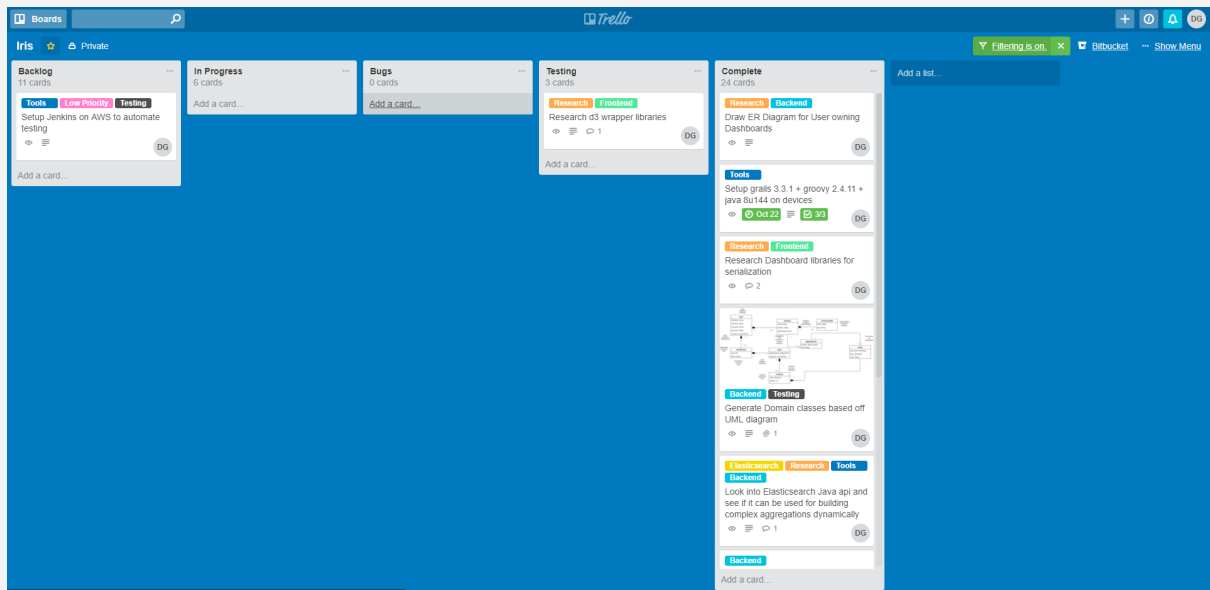 Boards
Trello
DG
Iris
Private
Filtering is on.
Bitbucket
... Show Menu
Backlog
11 cards
Tools Low Priority Testing
Setup Jenkins on AWS to automate
testing
DG
Add a card...
In Progress
6 cards
Add a card...
Bugs
0 cards
Add a card...
Testing
3 cards
Research Frontend
Research d3 wrapper libraries
1
DG
Add a card...
Complete
24 cards
Research Backend
Draw ER Diagram for User owning
Dashboards
DG
Tools
Setup grails 3.3.1 + groovy 2.4.11 +
java 8u144 on devices
Oct 22 3/3
DG
Research Frontend
Research Dashboard libraries for
serialization
2
DG
Backend Testing
Generate Domain classes based off
UML diagram
1
DG
Elasticsearch Research Tools
Backend
Look into Elasticsearch Java api and
see if it can be used for building
complex aggregations dynamically
1
DG
Backend
Add a card...
Add a list...